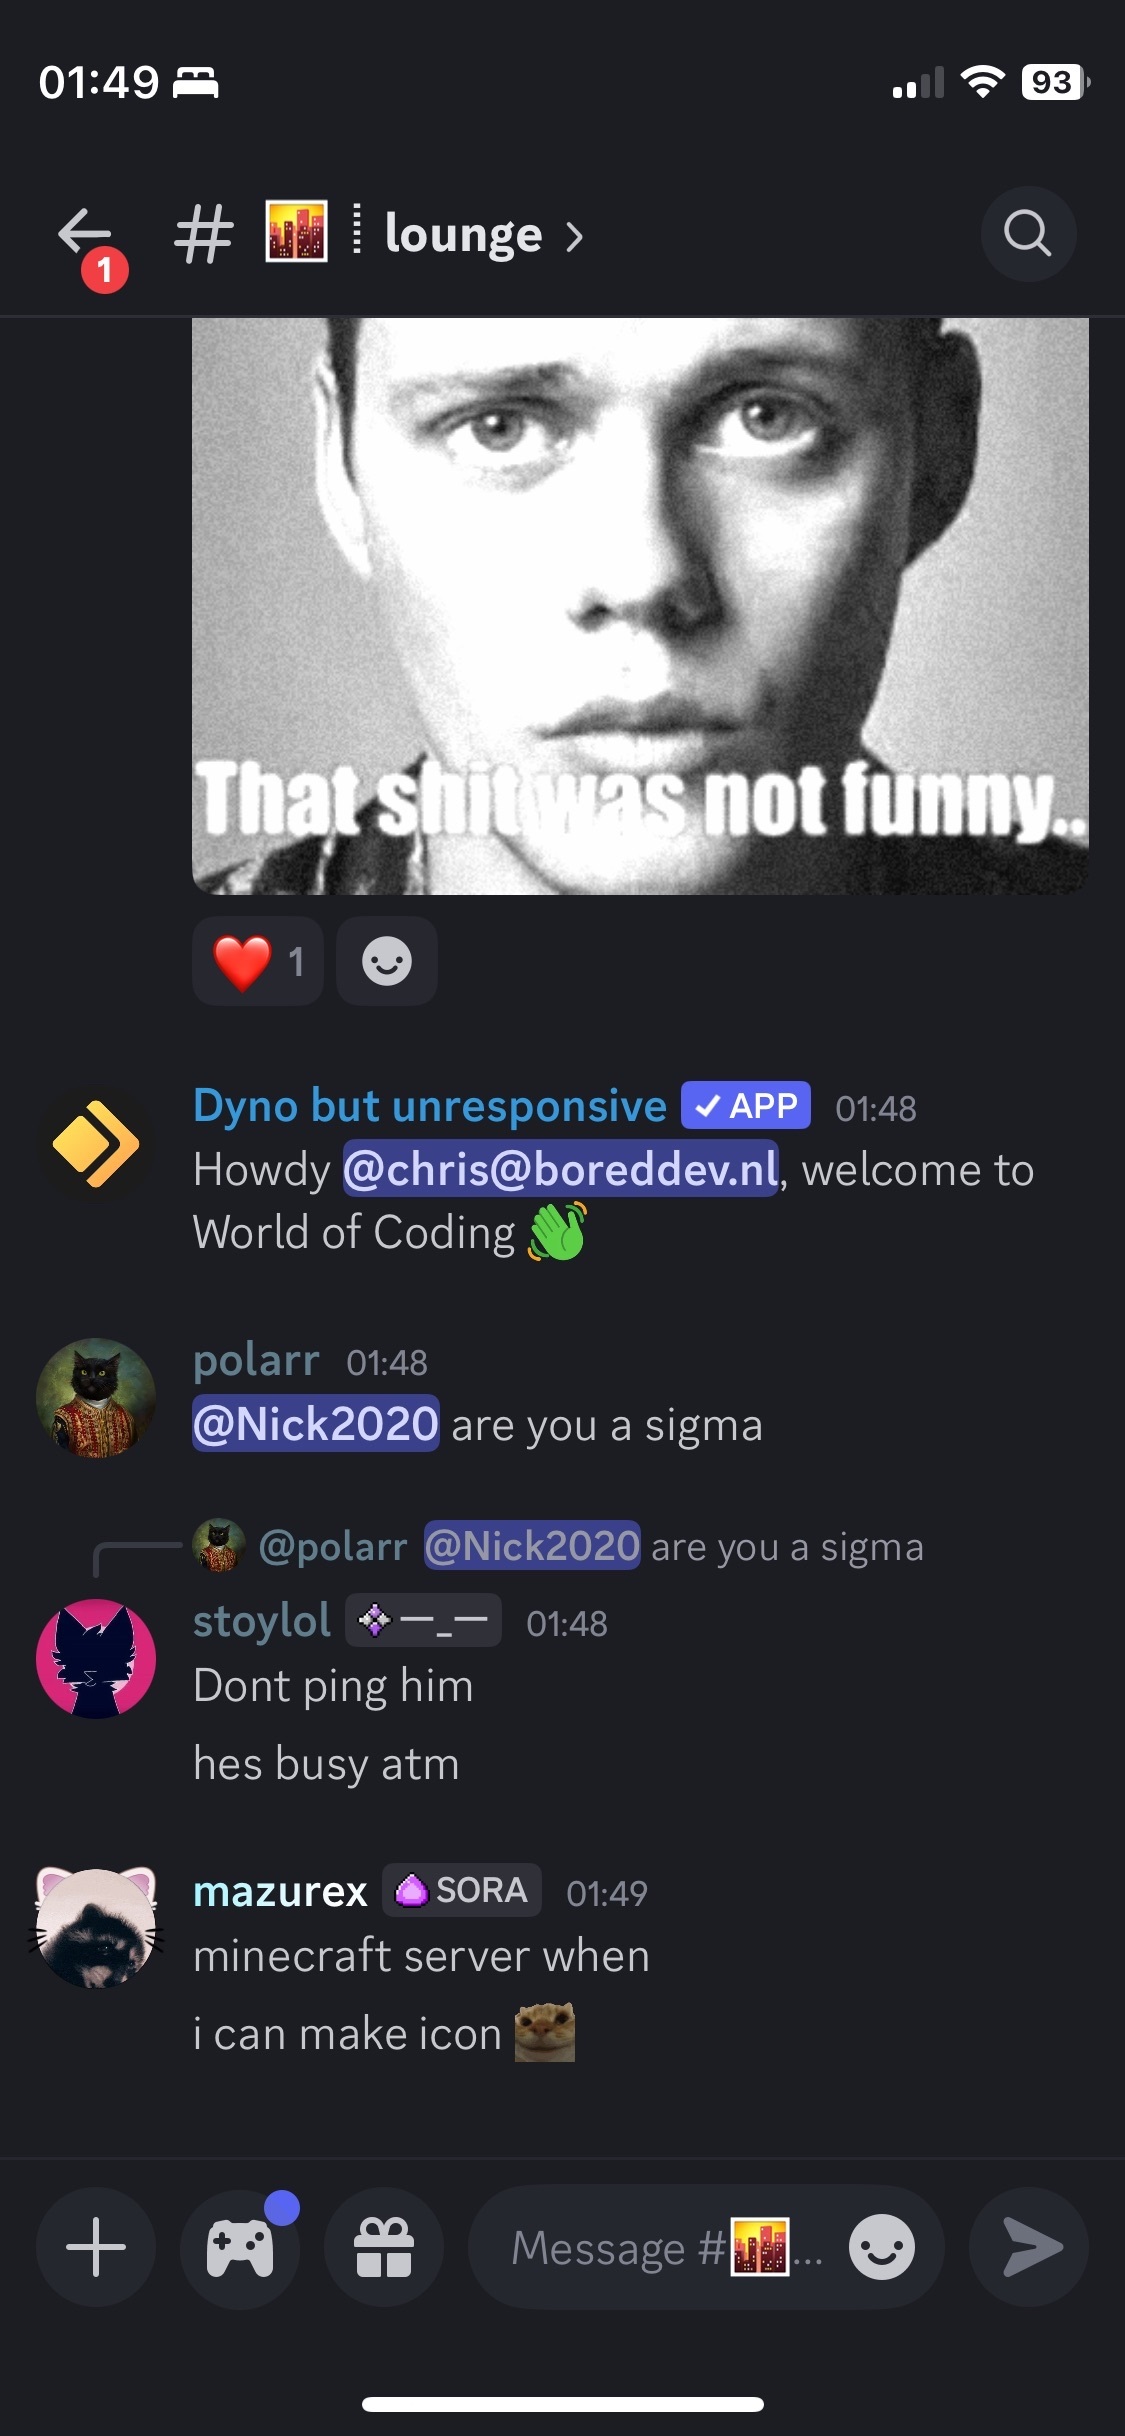 01:49
93
1
# lounge
That shit was not funny..
1
Dyno but unresponsive APP 01:48
Howdy @chris@boreddev.nl, welcome to
World of Coding
polarr 01:48
@Nick2020 are you a sigma
@polarr @Nick2020 are you a sigma
stoylol —_— 01:48
Dont ping him
hes busy atm
mazurex SORA 01:49
minecraft server when
i can make icon
Message #...